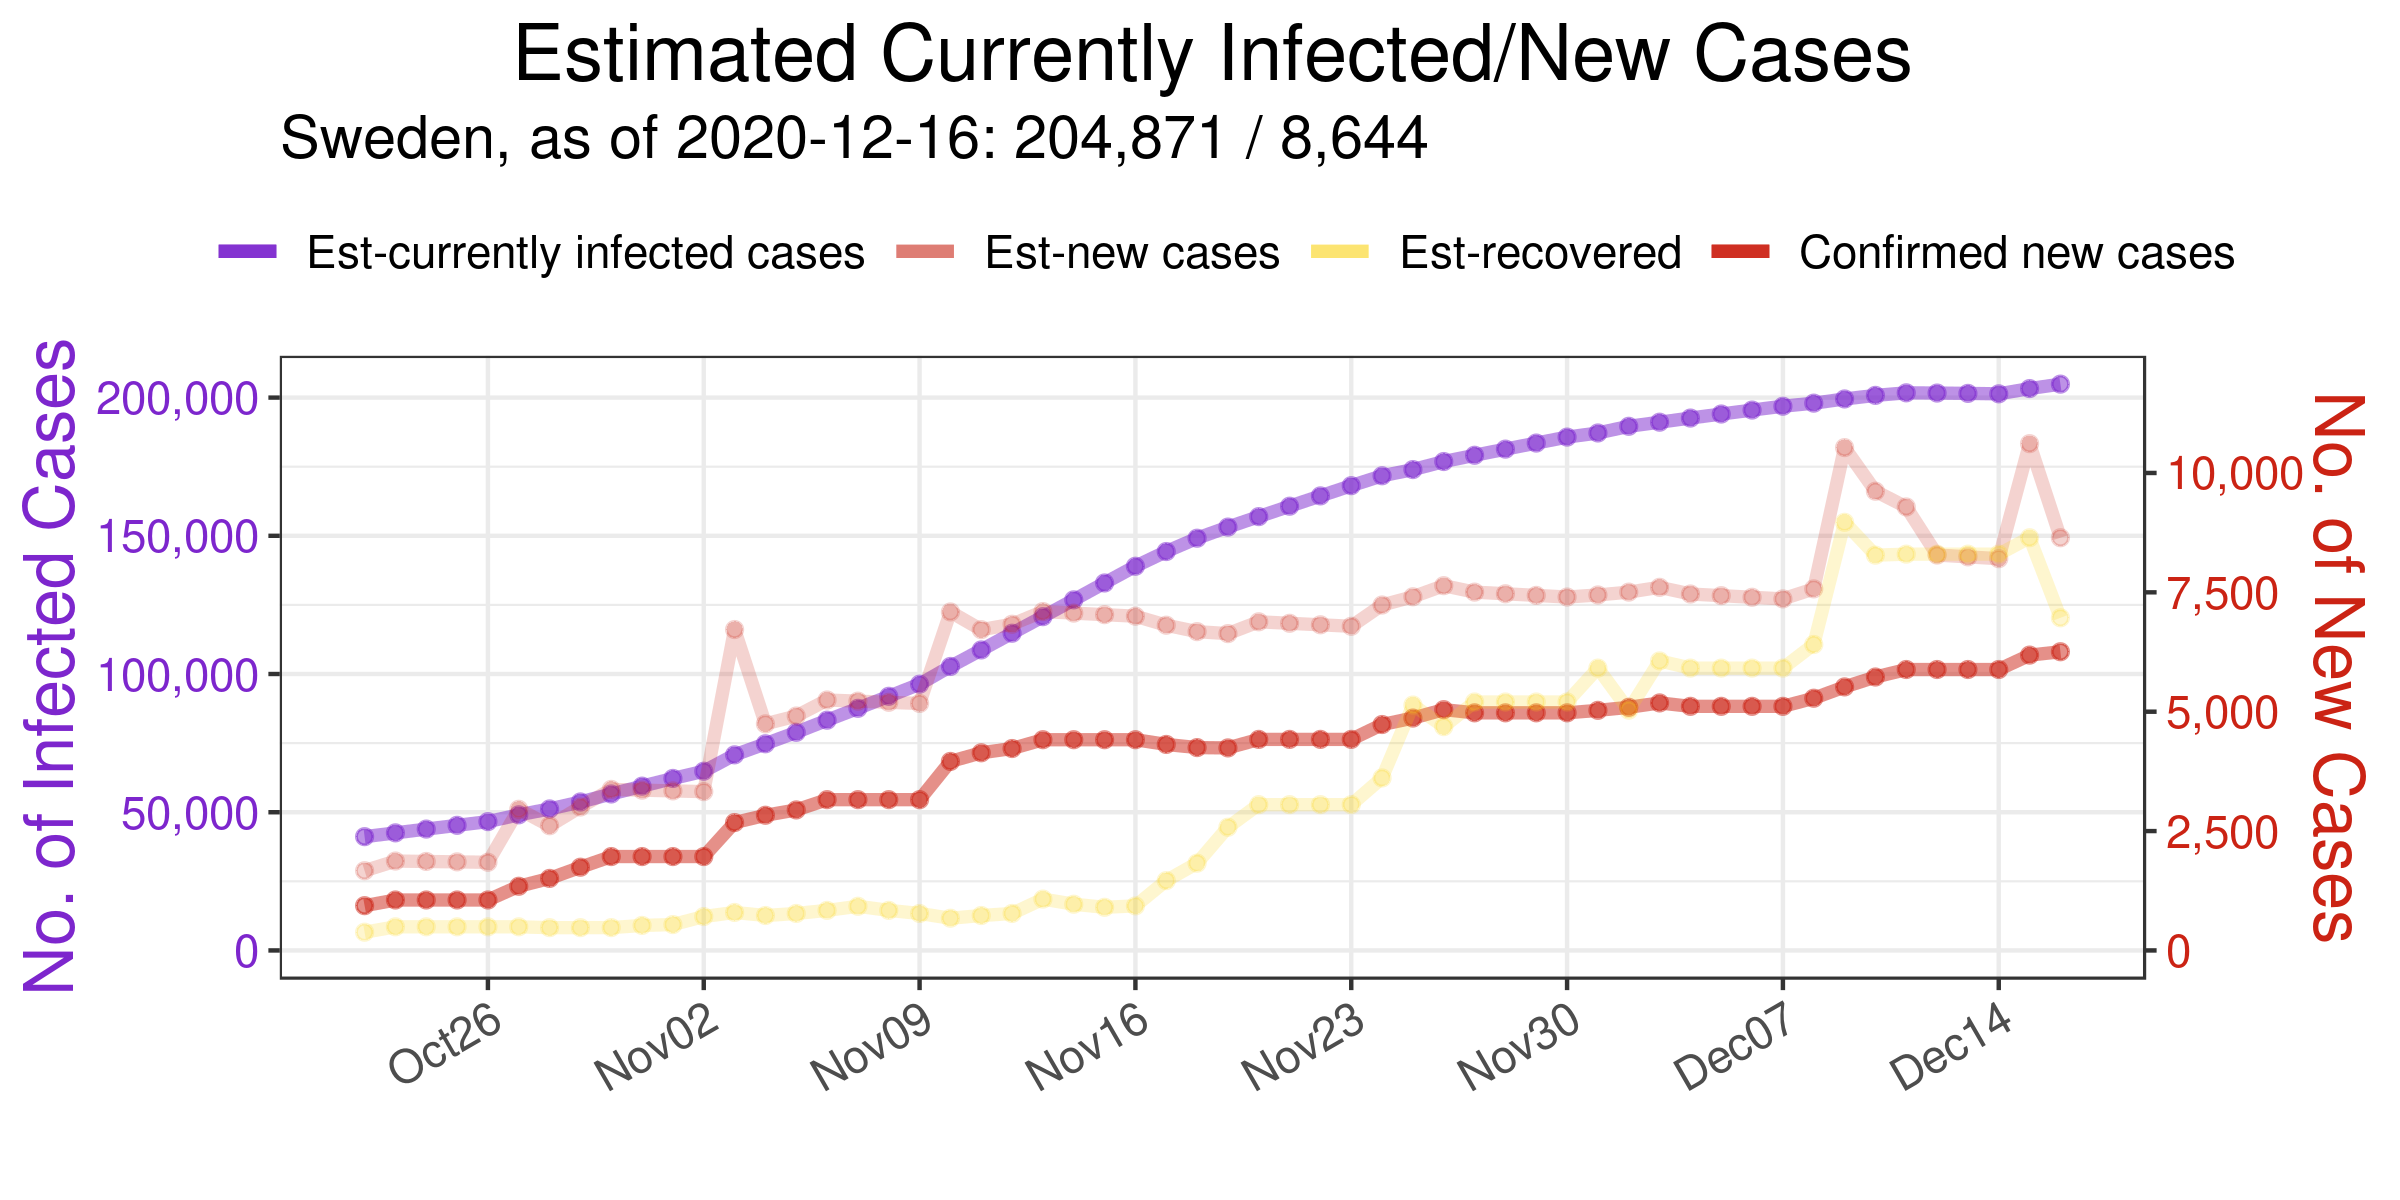 Estimated Currently Infected/New Cases
Sweden, as of 2020-12-16: 204,871 / 8,644
Est-currently infected cases Est-new cases Est-recovered Confirmed new cases
No. of Infected Cases
200,000
150,000
100,000
50,000
0
10,000
7,500
5,000
2,500
0
No. of New Cases
Oct26 Nov02 Nov09 Nov16 Nov23 Nov30 Dec07 Dec14